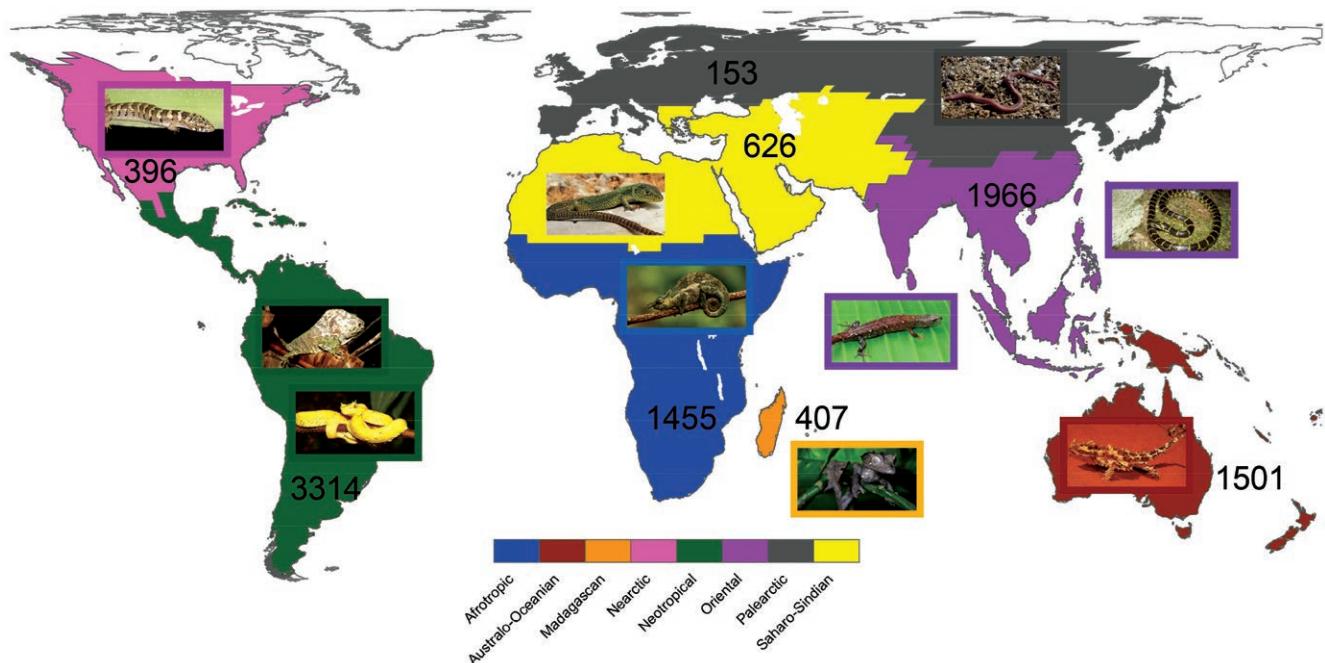 153
626
396
1966
1455
407
3314
1501
Afrotropic
Australo-Oceanian
Madagascan
Nearctic
Neotropical
Oriental
Palearctic
Saharo-Sindian